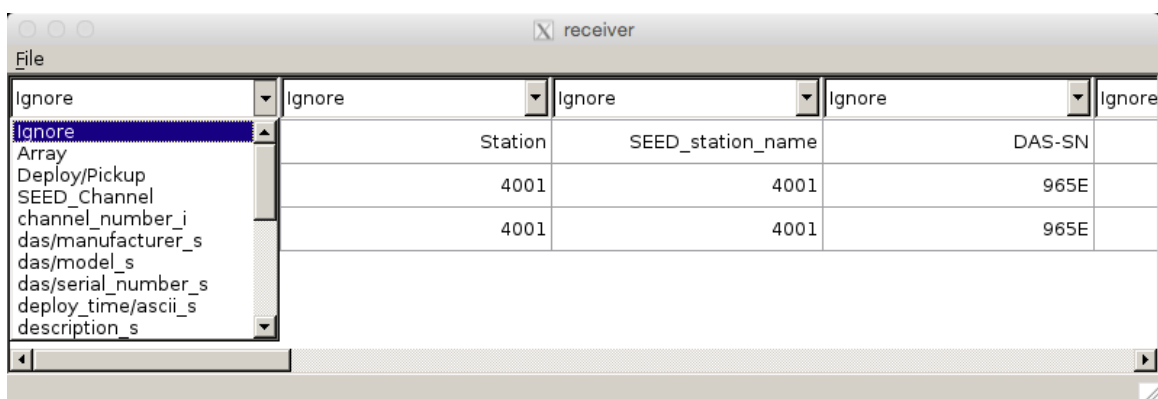 receiver
File
Ignore Ignore Ignore Ignore Ignore
Ignore
Array
Deploy/Pickup
SEED_Channel
channel_number_i
das/manufacturer_s
das/model_s
das/serial_number_s
deploy_time/ascii_s
description_s
Station SEED_station_name DAS-SN
4001 4001 965E
4001 4001 965E